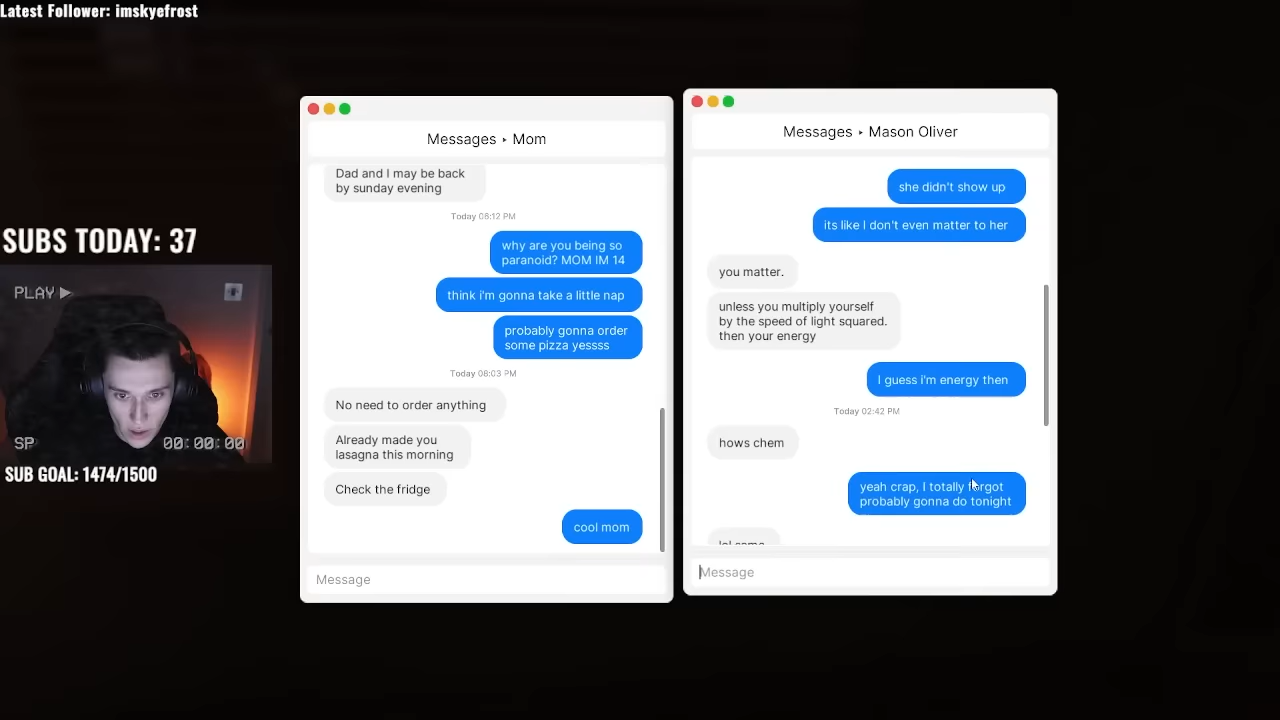 Latest Follower: imskyefrost
SUBS TODAY: 37
PLAY
SP
00:00:00
SUB GOAL: 1474/1500
Messages ‣ Mom
Dad and I may be back
by sunday evening
Today 06:12 PM
why are you being so
paranoid? MOM IM 14
think i'm gonna take a little nap
probably gonna order
some pizza yessss
Today 08:03 PM
No need to order anything
Already made you
lasagna this morning
Check the fridge
cool mom
Message
Messages ‣ Mason Oliver
she didn't show up
its like I don't even matter to her
you matter.
unless you multiply yourself
by the speed of light squared.
then your energy
I guess i'm energy then
Today 02:42 PM
hows chem
yeah crap, I totally forgot
probably gonna do tonight
lol same
Message